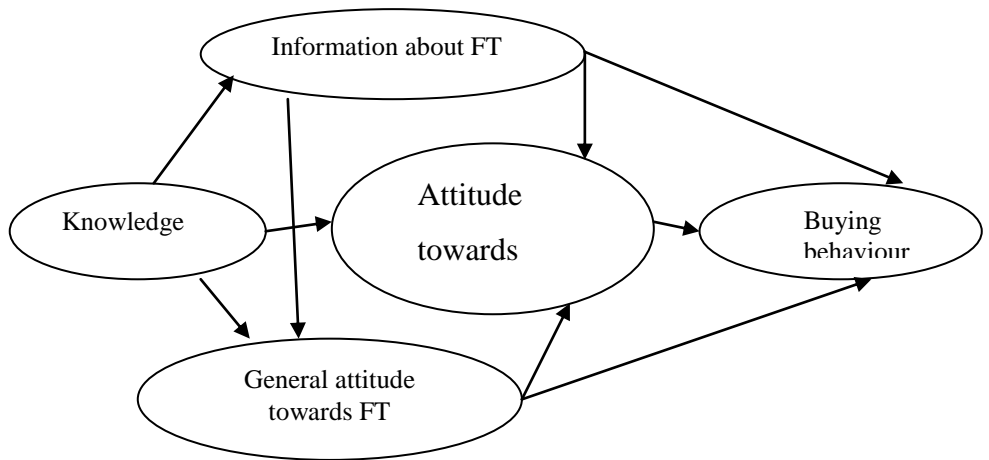 Information about FT
Knowledge
Attitude
towards
Buying
behaviour
General attitude
towards FT